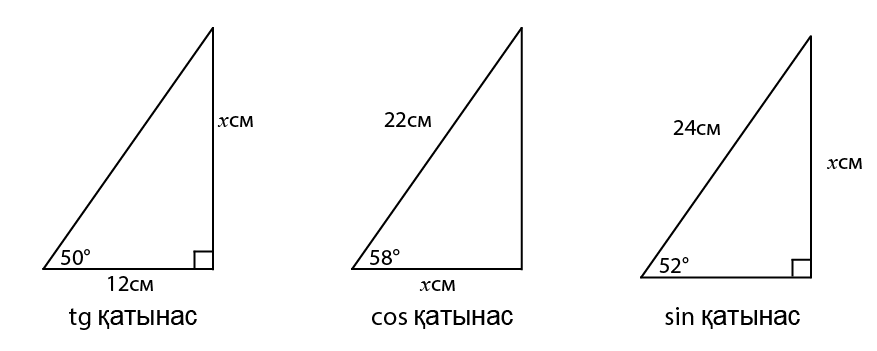 xсм
50°
12см
tg қатынас
22см
58°
xсм
cos қатынас
24см
xсм
52°
sin қатынас